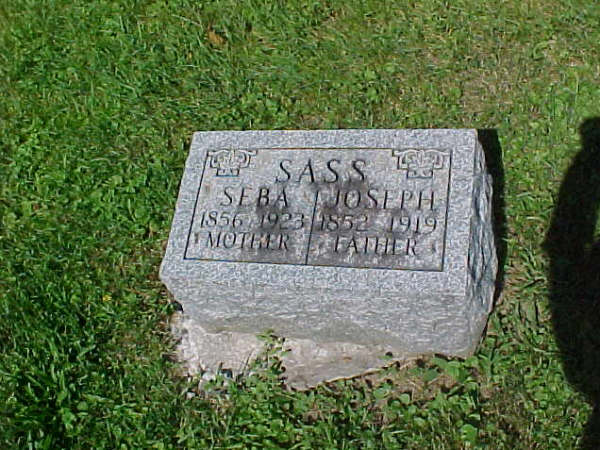 SASS
SEBA JOSEPH
1856 1923 1852 1919
MOTHER FATHER